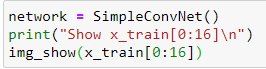 network = SimpleConvNet()
print("Show x_train[0:16]\n")
img_show(x_train[0:16])